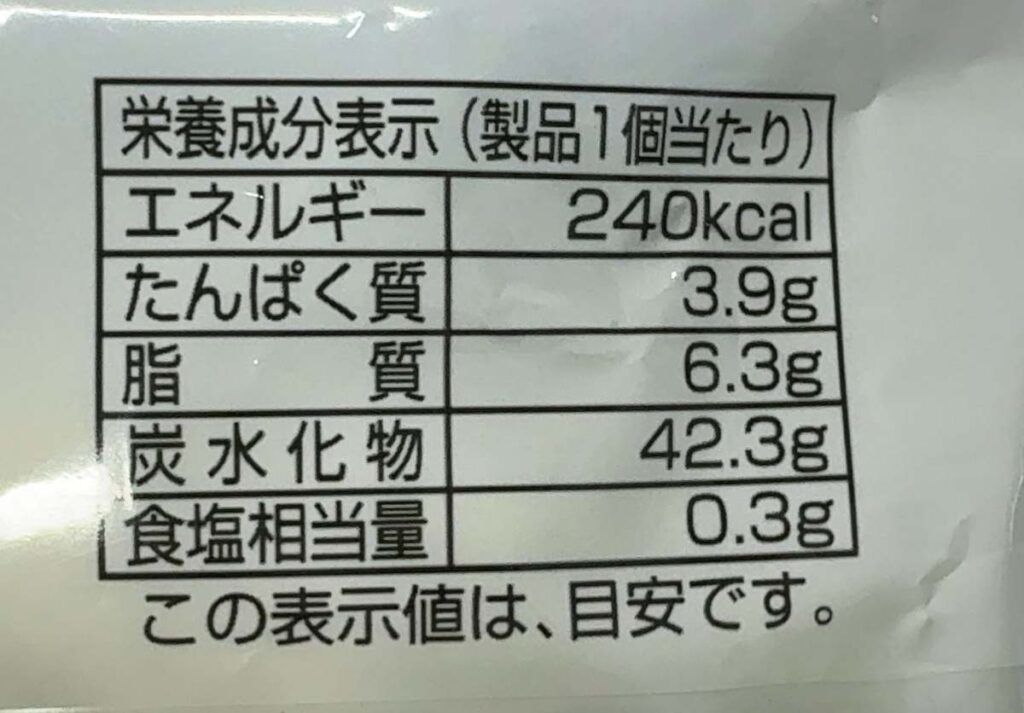 栄養成分表示(製品1個当たり)
エネルギー 240kcal
たんぱく質 3.9g
脂質 6.3g
炭水化物 42.3g
食塩相当量 0.3g
この表示値は、目安です。